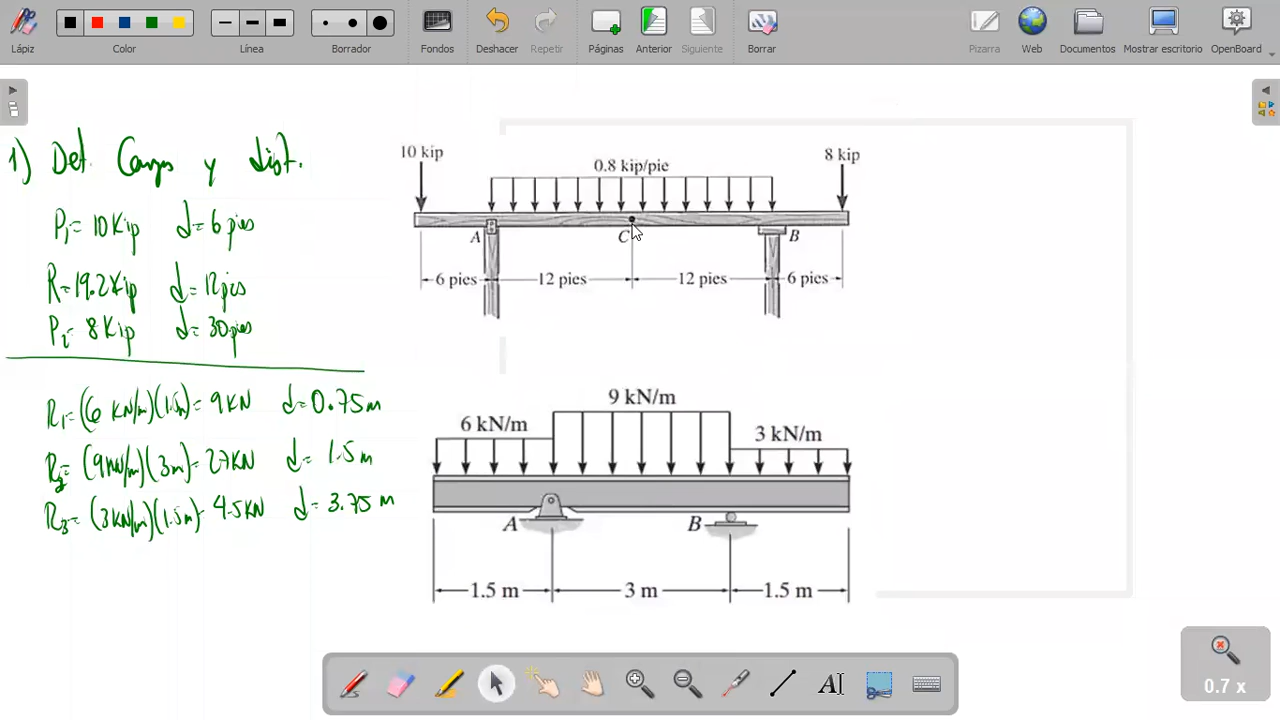 Lápiz
Color
Línea
Borrador
Fondos
Deshacer
Repetir
Páginas
Anterior
Siguiente
Borrar
Pizarra
Web
Documentos
Mostrar escritorio
OpenBoard
1) Det. Cargas y dist.
P1= 10 Kip d= 6 pies
R= 19.2 Kip d= 12 pies
P2= 8 Kip d= 30 pies
R1= (6 KN/m)(1.5m)= 9 KN d= 0.75 m
R2= (9 KN/m)(3m)= 27 KN d= 1.5 m
R3= (3 KN/m)(1.5m)= 4.5 KN d= 3.75 m
10 kip
0.8 kip/pie
8 kip
A
C
B
6 pies
12 pies
12 pies
6 pies
9 kN/m
6 kN/m
3 kN/m
A
B
1.5 m
3 m
1.5 m
0.7 x